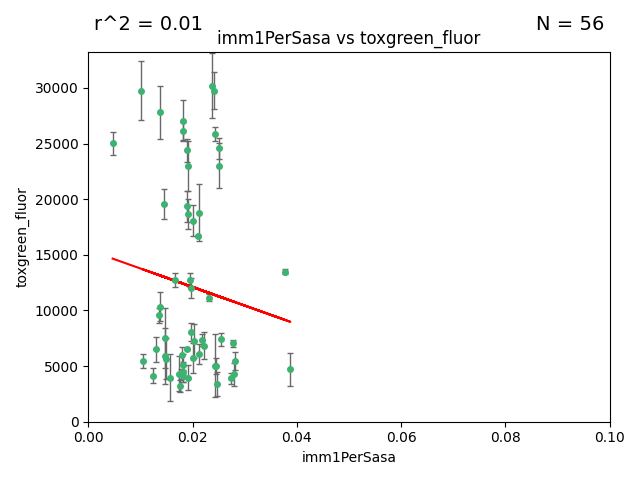 r^2 = 0.01
N = 56
imm1PerSasa vs toxgreen_fluor
30000
25000
20000
15000
10000
5000
0
toxgreen_fluor
0.00
0.02
0.04
0.06
0.08
0.10
imm1PerSasa